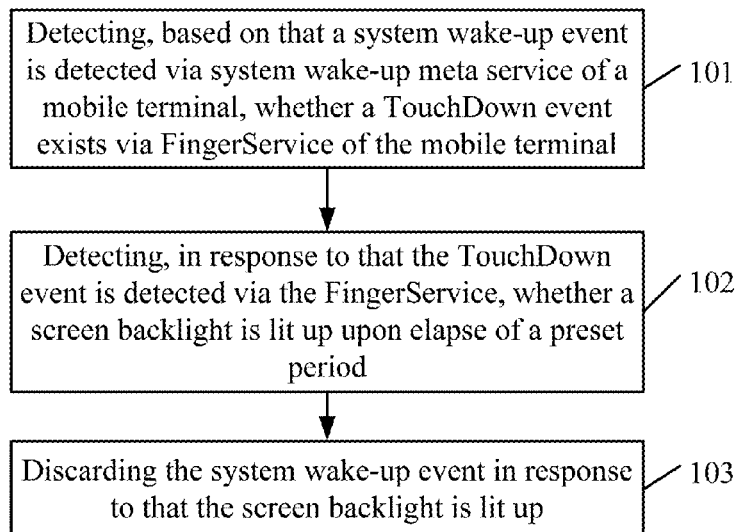 Detecting, based on that a system wake-up event
is detected via system wake-up meta service of a
mobile terminal, whether a TouchDown event
exists via FingerService of the mobile terminal
101
Detecting, in response to that the TouchDown
event is detected via the FingerService, whether a
screen backlight is lit up upon elapse of a preset
period
102
Discarding the system wake-up event in response
to that the screen backlight is lit up
103